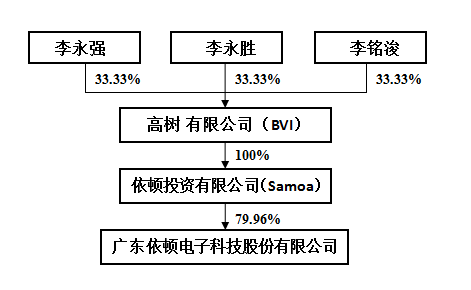 李永强 李永胜 李铭浚
33.33% 33.33% 33.33%
高树 有限公司（BVI）
100%
依顿投资有限公司(Samoa)
79.96%
广东依顿电子科技股份有限公司